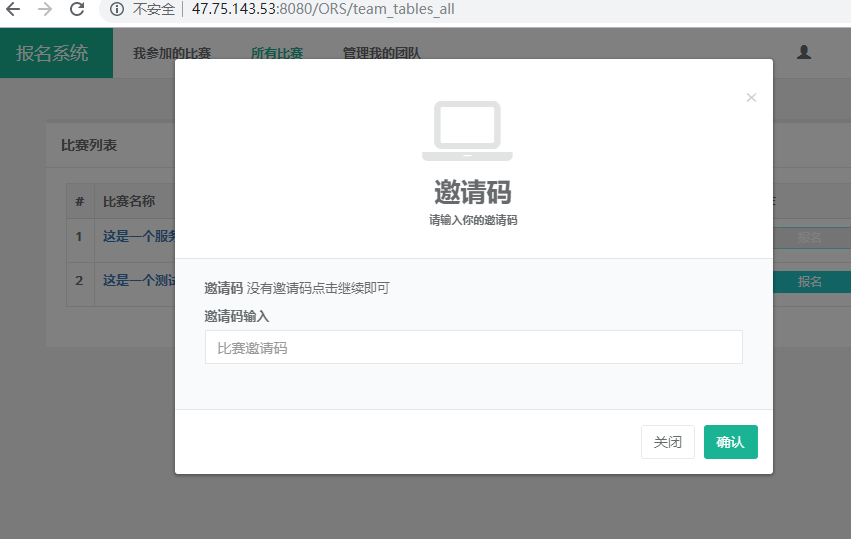 不安全 47.75.143.53:8080/ORS/team_tables_all
报名系统 我参加的比赛 所有比赛 管理我的团队
×
邀请码
请输入你的邀请码
比赛列表
# 比赛名称
1 这是一个服务 报名
2 这是一个测试 报名
邀请码 没有邀请码点击继续即可
邀请码输入
比赛邀请码
关闭 确认